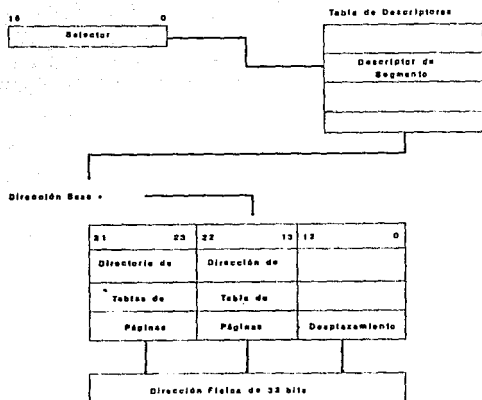 Tabla de Descriptores
15 0
Selector
Descriptor de
Segmento
Dirección Base +
31 23 22 13 12 0
Directorio de Dirección de
Tablas de Tabla de
Páginas Páginas Desplazamiento
Dirección Física de 32 bits